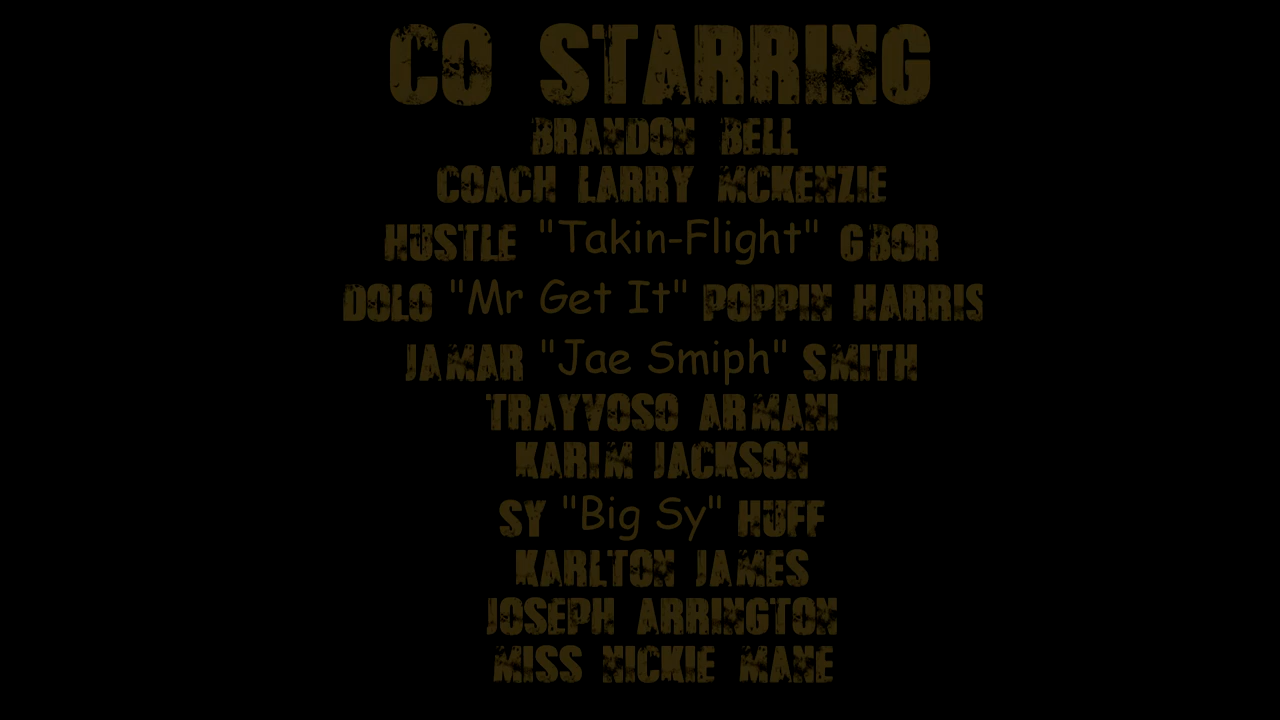 CO STARRING
BRANDON BELL
COACH LARRY MCKENZIE
HUSTLE "Takin-Flight" GBOR
DOLO "Mr Get It" POPPIN HARRIS
JAMAR "Jae Smiph" SMITH
TRAYVOSO ARMANI
KARIM JACKSON
SY "Big Sy" HUFF
KARLTON JAMES
JOSEPH ARRINGTON
MISS NICKIE MANE